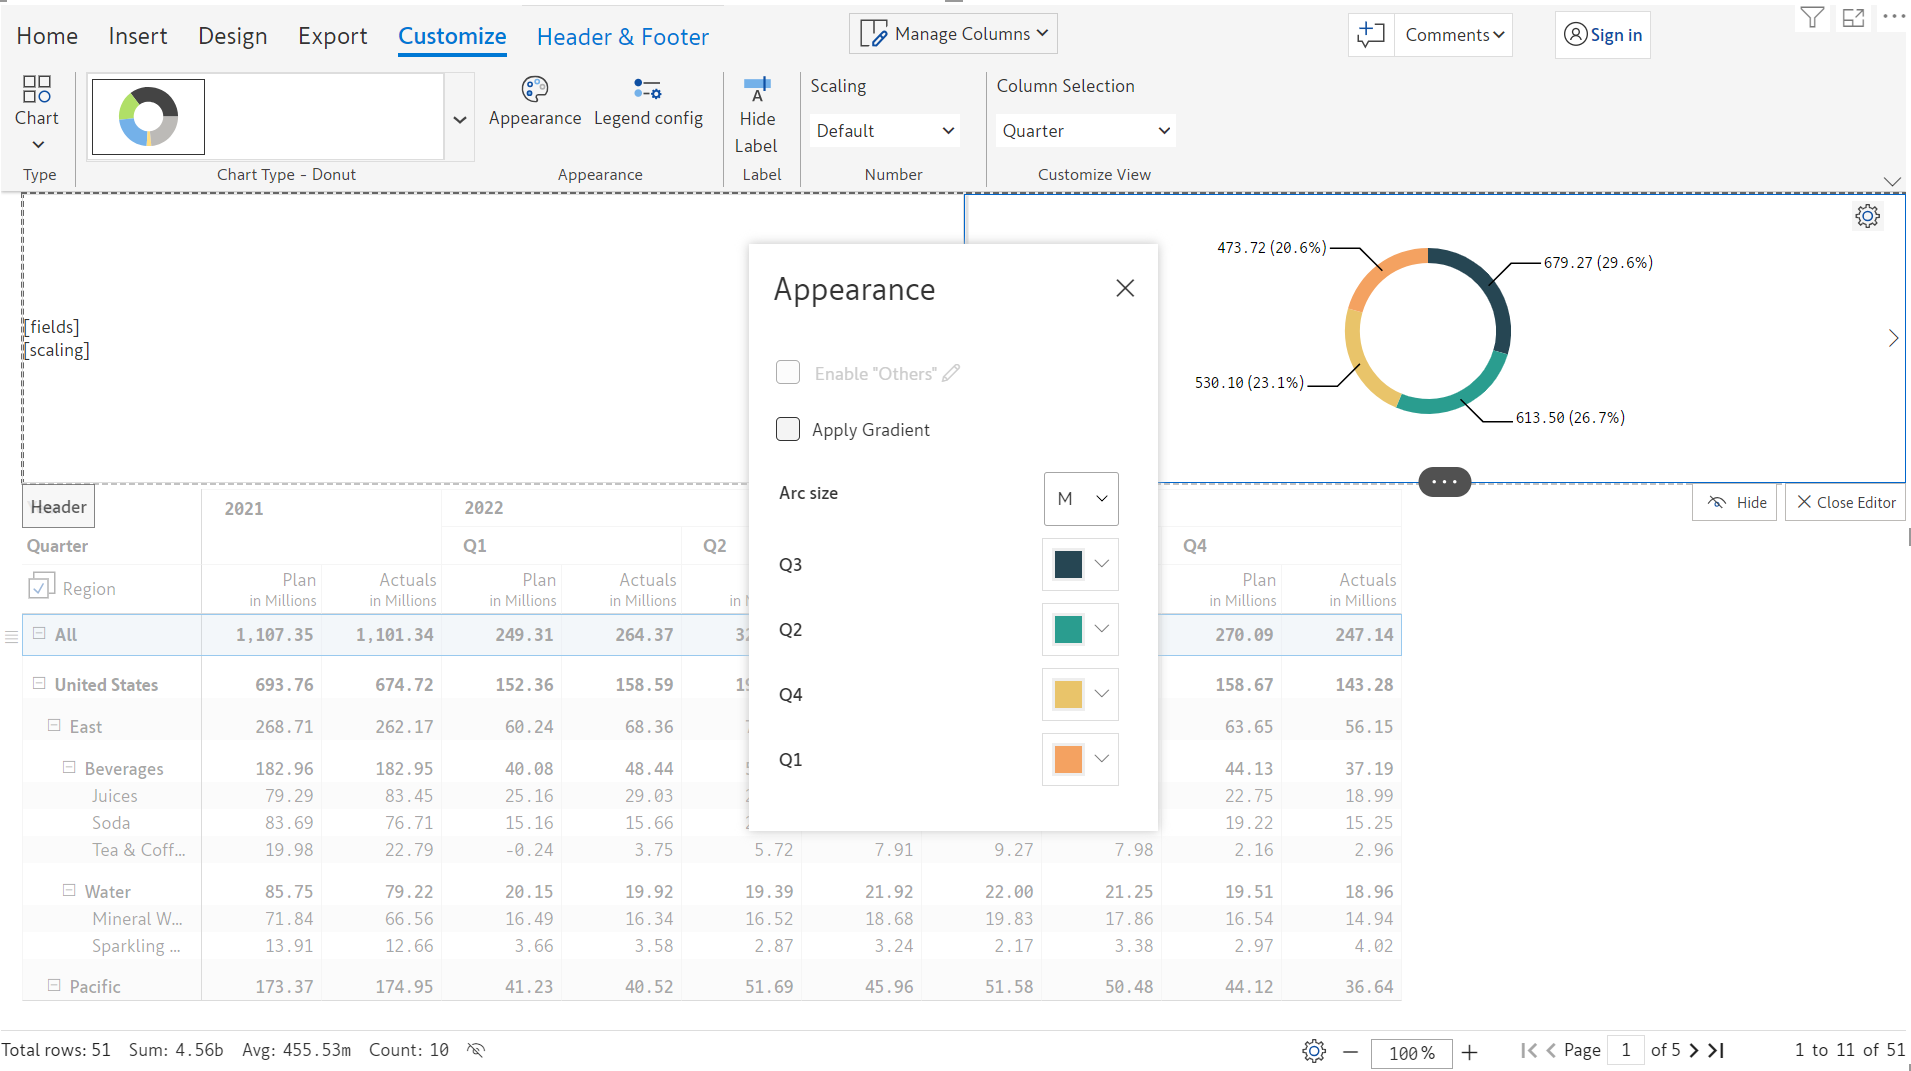 Home Insert Design Export Customize Header & Footer Manage Columns Comments Sign in
Chart
Type
Chart Type - Donut
Appearance Legend config
Appearance
Hide
Label
Label
Scaling
Default
Number
Column Selection
Quarter
Customize View
[fields]
[scaling]
473.72 (20.6%)
679.27 (29.6%)
530.10 (23.1%)
613.50 (26.7%)
Appearance
Enable "Others"
Apply Gradient
Arc size M
Q3
Q2
Q4
Q1
Hide Close Editor
Header 2021 2022
Quarter Q1 Q2 Q4
Region Plan Actuals Plan Actuals Plan Actuals
in Millions in Millions in Millions in Millions in Millions in Millions
All 1,107.35 1,101.34 249.31 264.37 270.09 247.14
United States 693.76 674.72 152.36 158.59 158.67 143.28
East 268.71 262.17 60.24 68.36 63.65 56.15
Beverages 182.96 182.95 40.08 48.44 44.13 37.19
Juices 79.29 83.45 25.16 29.03 22.75 18.99
Soda 83.69 76.71 15.16 15.66 19.22 15.25
Tea & Coff... 19.98 22.79 -0.24 3.75 5.72 7.91 9.27 7.98 2.16 2.96
Water 85.75 79.22 20.15 19.92 19.39 21.92 22.00 21.25 19.51 18.96
Mineral W... 71.84 66.56 16.49 16.34 16.52 18.68 19.83 17.86 16.54 14.94
Sparkling ... 13.91 12.66 3.66 3.58 2.87 3.24 2.17 3.38 2.97 4.02
Pacific 173.37 174.95 41.23 40.52 51.69 45.96 51.58 50.48 44.12 36.64
Total rows: 51 Sum: 4.56b Avg: 455.53m Count: 10 100% Page 1 of 5 1 to 11 of 51